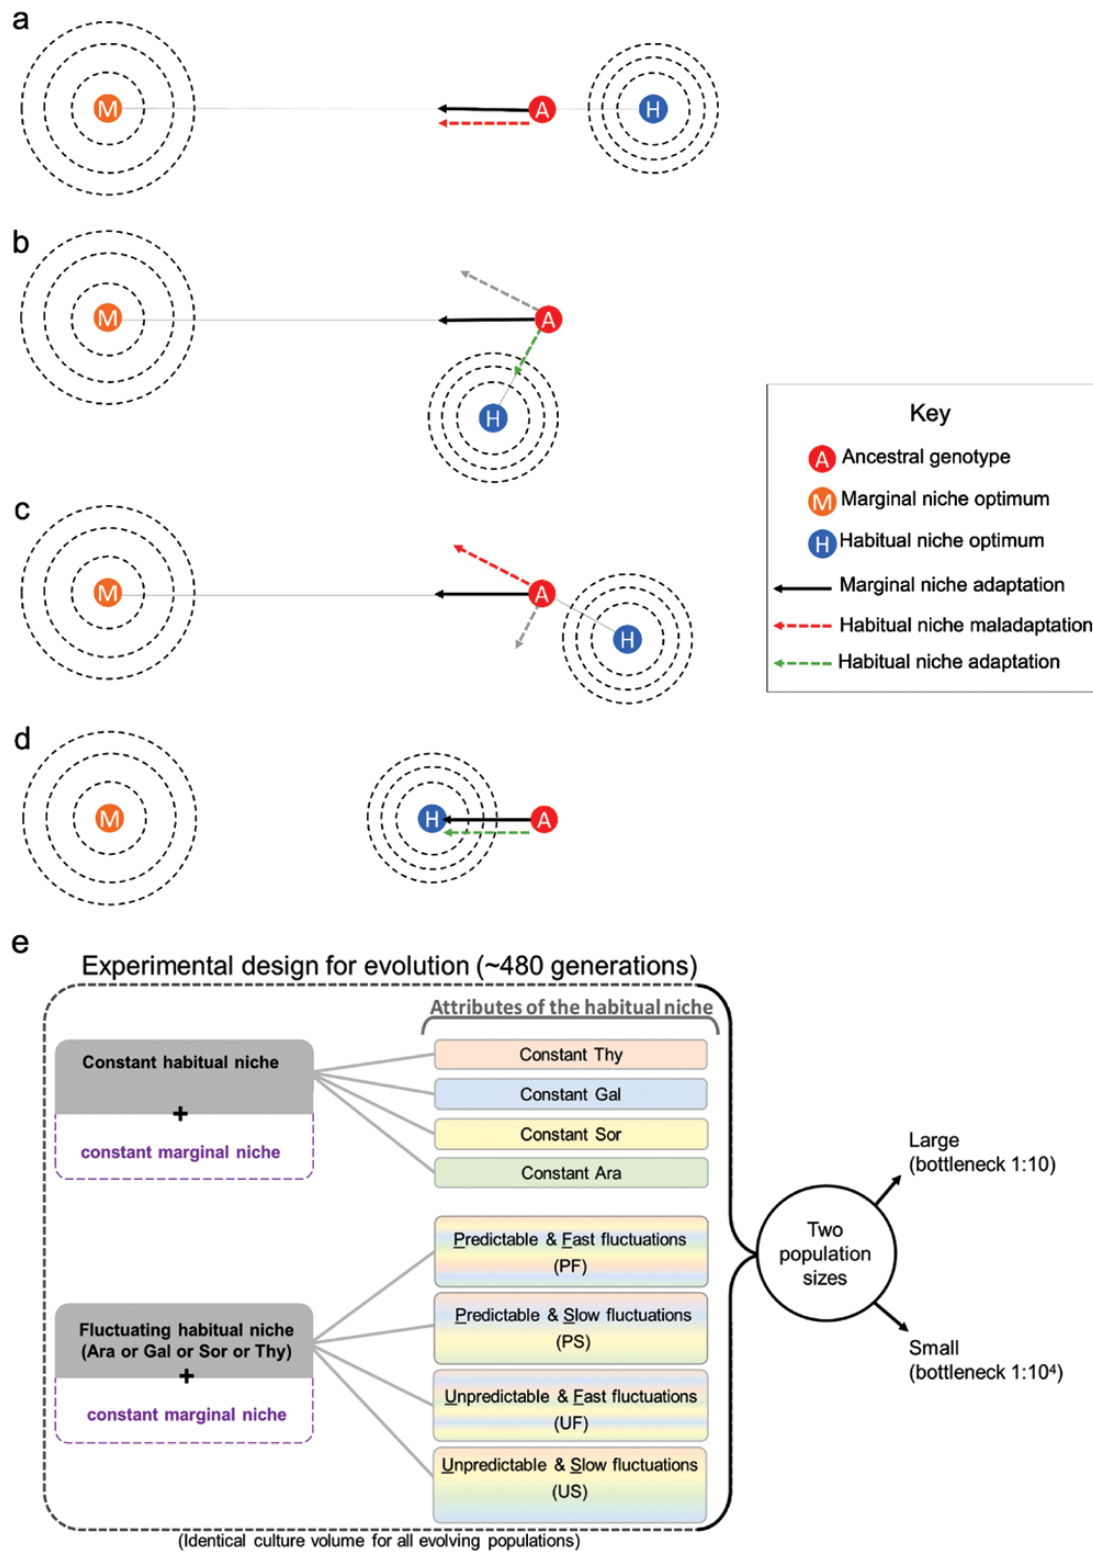 a
M
A
H
b
M
A
H
c
M
A
H
d
M
H
A
Key
A Ancestral genotype
M Marginal niche optimum
H Habitual niche optimum
Marginal niche adaptation
Habitual niche maladaptation
Habitual niche adaptation
e
Experimental design for evolution (~480 generations)
Attributes of the habitual niche
Constant habitual niche
+
constant marginal niche
Constant Thy
Constant Gal
Constant Sor
Constant Ara
Fluctuating habitual niche
(Ara or Gal or Sor or Thy)
+
constant marginal niche
Predictable & Fast fluctuations
(PF)
Predictable & Slow fluctuations
(PS)
Unpredictable & Fast fluctuations
(UF)
Unpredictable & Slow fluctuations
(US)
(Identical culture volume for all evolving populations)
Two
population
sizes
Large
(bottleneck 1:10)
Small
(bottleneck 1:10⁴)